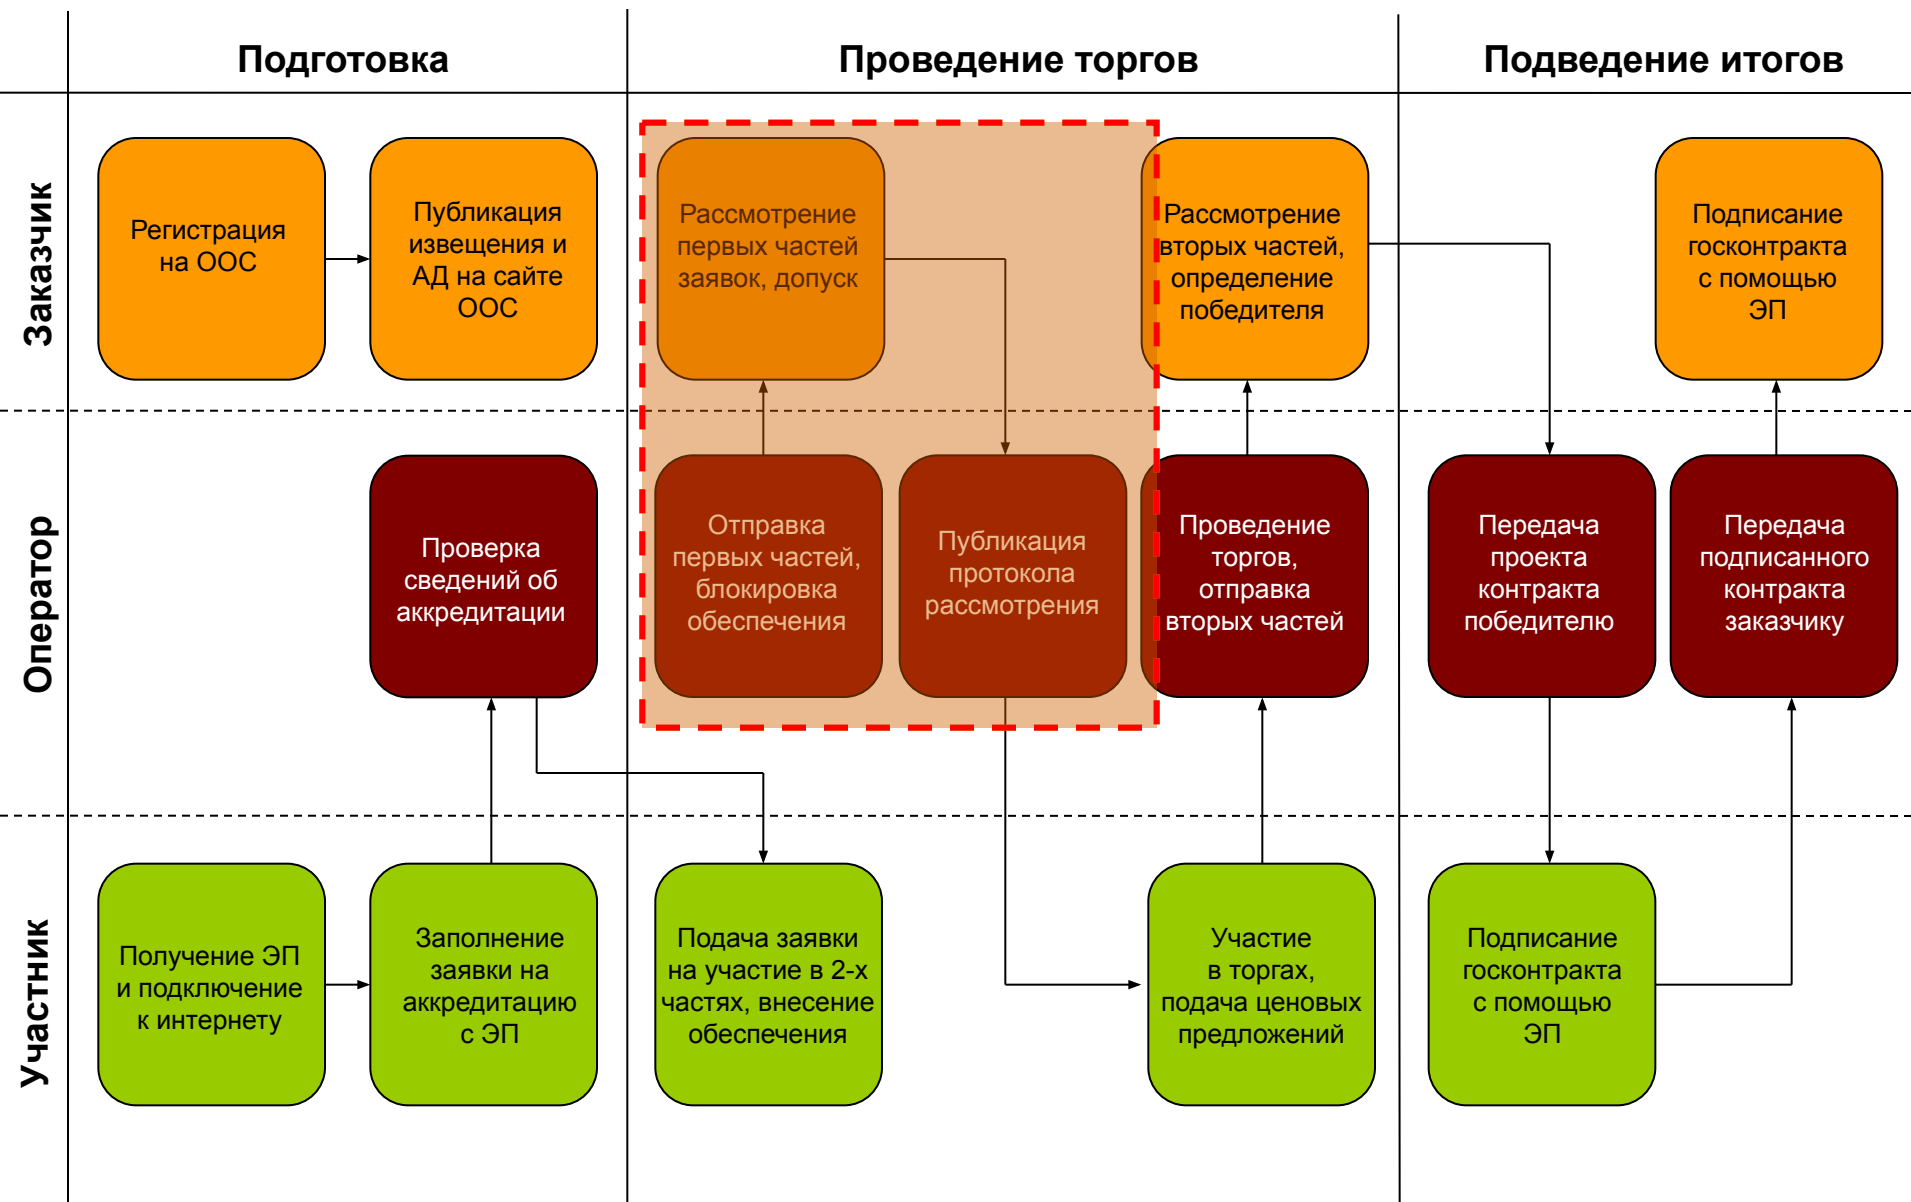 Подготовка
Проведение торгов
Подведение итогов
Заказчик
Регистрация
на ООС
Публикация
извещения и
АД на сайте
ООС
Рассмотрение
первых частей
заявок, допуск
Рассмотрение
вторых частей,
определение
победителя
Подписание
госконтракта
с помощью
ЭП
Оператор
Проверка
сведений об
аккредитации
Отправка
первых частей,
блокировка
обеспечения
Публикация
протокола
рассмотрения
Проведение
торгов,
отправка
вторых частей
Передача
проекта
контракта
победителю
Передача
подписанного
контракта
заказчику
Участник
Получение ЭП
и подключение
к интернету
Заполнение
заявки на
аккредитацию
с ЭП
Подача заявки
на участие в 2-х
частях, внесение
обеспечения
Участие
в торгах,
подача ценовых
предложений
Подписание
госконтракта
с помощью
ЭП